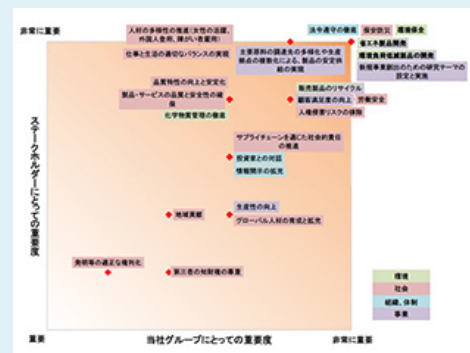 非常に重要
人材の多様性の推進（女性の活躍、
外国人登用、障がい者雇用）
仕事と生活の適切なバランスの実現
法令遵守の徹底
保安防災
環境保全
主要原料の調達先の多様化や生産
拠点の複数化による、製品の安定供
給の実現
省エネ製品開発
環境負荷低減製品の開発
新規事業創出のための研究テーマの
設定と実施
品質特性の向上と安定化
製品・サービスの品質と安全性の確
保
化学物質管理の徹底
販売製品のリサイクル
顧客満足度の向上
労働安全
人権侵害リスクの排除
サプライチェーンを通じた社会的責任
の推進
投資家との対話
情報開示の拡充
地域貢献
生産性の向上
グローバル人材の育成と拡充
発明等の適正な権利化
第三者の知財権の尊重
ステークホルダーにとっての重要度
環境
社会
組織、体制
事業
重要
当社グループにとっての重要度
非常に重要